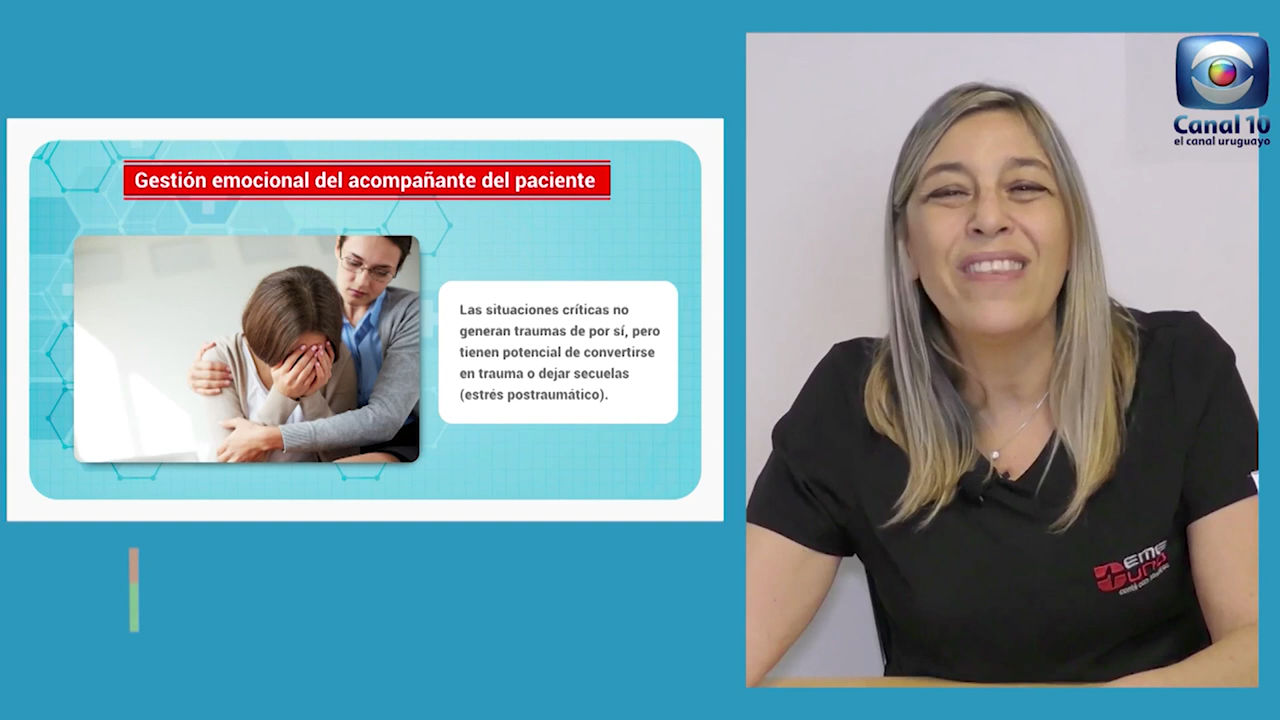 Gestión emocional del acompañante del paciente
Las situaciones críticas no
generan traumas de por sí, pero
tienen potencial de convertirse
en trauma o dejar secuelas
(estrés postraumático).
Canal 10
el canal uruguayo
EME